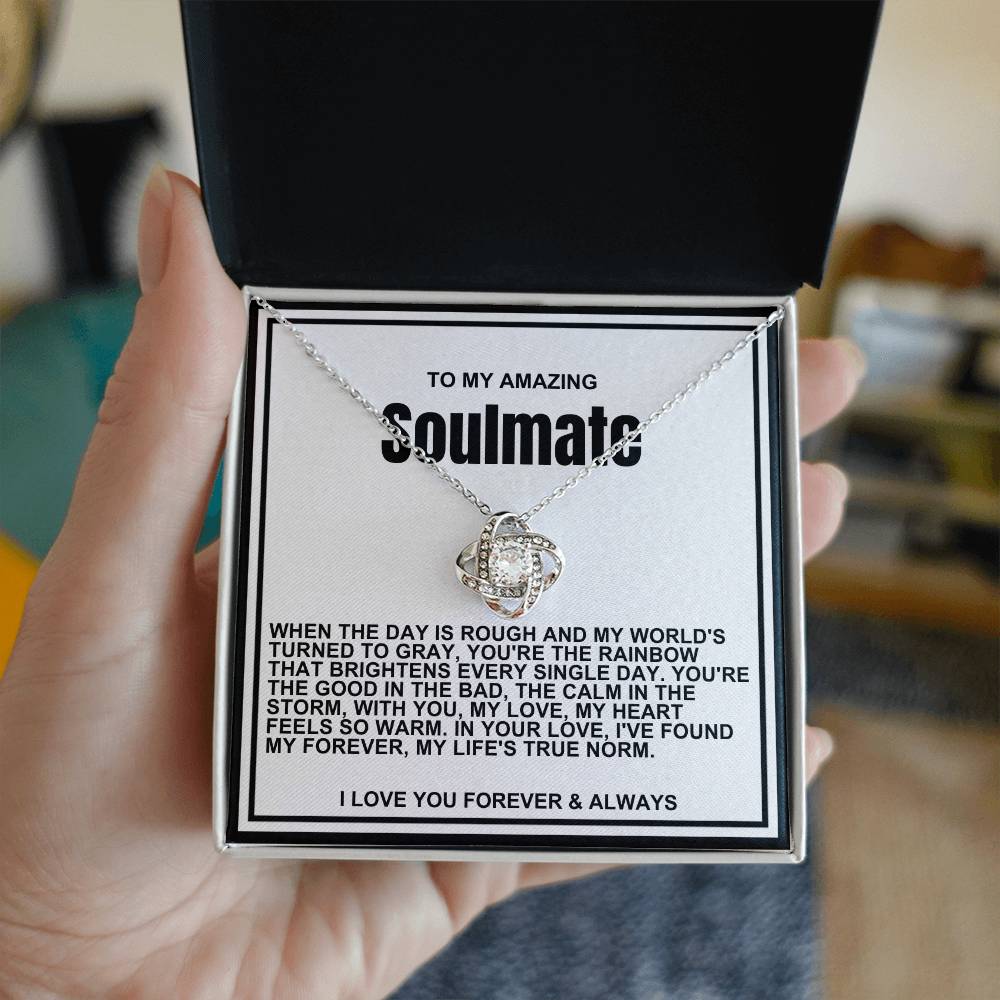 TO MY AMAZING
Soulmate
WHEN THE DAY IS ROUGH AND MY WORLD'S
TURNED TO GRAY, YOU'RE THE RAINBOW
THAT BRIGHTENS EVERY SINGLE DAY. YOU'RE
THE GOOD IN THE BAD, THE CALM IN THE
STORM, WITH YOU, MY LOVE, MY HEART
FEELS SO WARM. IN YOUR LOVE, I'VE FOUND
MY FOREVER, MY LIFE'S TRUE NORM.
I LOVE YOU FOREVER & ALWAYS